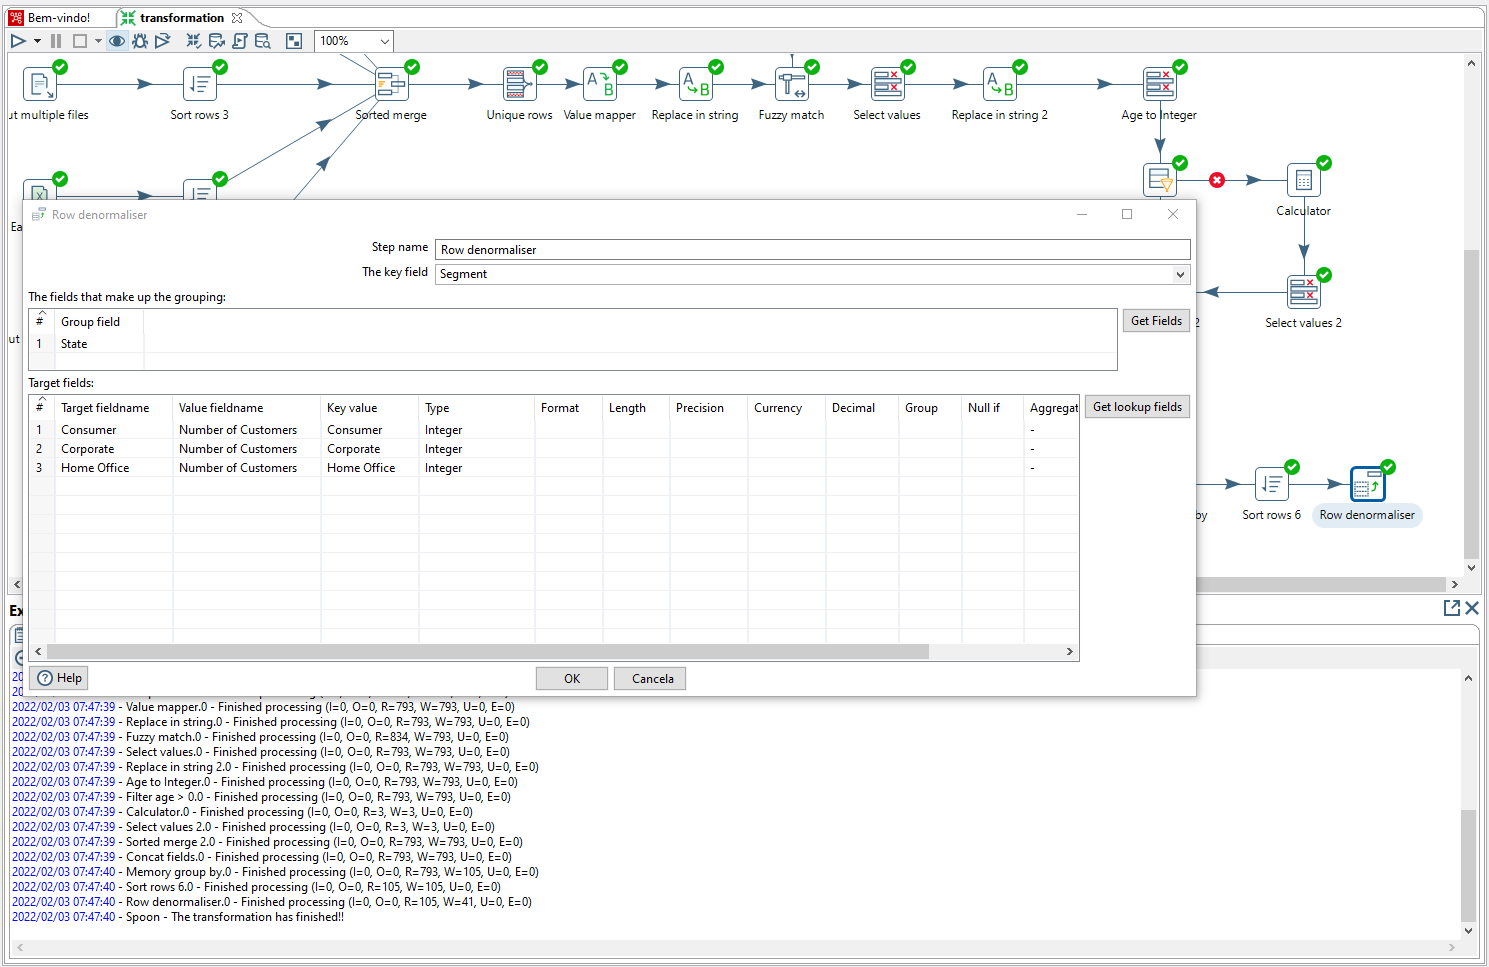 Bem-vindo!
transformation
100%
ut multiple files
Sort rows 3
Sorted merge
Unique rows
Value mapper
Replace in string
Fuzzy match
Select values
Replace in string 2
Age to Integer
Calculator
Select values 2
Ea
ut
2
by
Sort rows 6
Row denormaliser
Row denormaliser
Step name
Row denormaliser
The key field
Segment
The fields that make up the grouping:
# Group field
1 State
Get Fields
Target fields:
# Target fieldname Value fieldname Key value Type Format Length Precision Currency Decimal Group Null if Aggregat
1 Consumer Number of Customers Consumer Integer -
2 Corporate Number of Customers Corporate Integer -
3 Home Office Number of Customers Home Office Integer -
Get lookup fields
Help
OK
Cancela
Ex
2022/02/03 07:47:39 - Value mapper.0 - Finished processing (I=0, O=0, R=793, W=793, U=0, E=0)
2022/02/03 07:47:39 - Replace in string.0 - Finished processing (I=0, O=0, R=793, W=793, U=0, E=0)
2022/02/03 07:47:39 - Fuzzy match.0 - Finished processing (I=0, O=0, R=834, W=793, U=0, E=0)
2022/02/03 07:47:39 - Select values.0 - Finished processing (I=0, O=0, R=793, W=793, U=0, E=0)
2022/02/03 07:47:39 - Replace in string 2.0 - Finished processing (I=0, O=0, R=793, W=793, U=0, E=0)
2022/02/03 07:47:39 - Age to Integer.0 - Finished processing (I=0, O=0, R=793, W=793, U=0, E=0)
2022/02/03 07:47:39 - Filter age > 0.0 - Finished processing (I=0, O=0, R=793, W=793, U=0, E=0)
2022/02/03 07:47:39 - Calculator.0 - Finished processing (I=0, O=0, R=3, W=3, U=0, E=0)
2022/02/03 07:47:39 - Select values 2.0 - Finished processing (I=0, O=0, R=3, W=3, U=0, E=0)
2022/02/03 07:47:39 - Sorted merge 2.0 - Finished processing (I=0, O=0, R=793, W=793, U=0, E=0)
2022/02/03 07:47:39 - Concat fields.0 - Finished processing (I=0, O=0, R=793, W=793, U=0, E=0)
2022/02/03 07:47:40 - Memory group by.0 - Finished processing (I=0, O=0, R=793, W=105, U=0, E=0)
2022/02/03 07:47:40 - Sort rows 6.0 - Finished processing (I=0, O=0, R=105, W=105, U=0, E=0)
2022/02/03 07:47:40 - Row denormaliser.0 - Finished processing (I=0, O=0, R=105, W=41, U=0, E=0)
2022/02/03 07:47:40 - Spoon - The transformation has finished!!